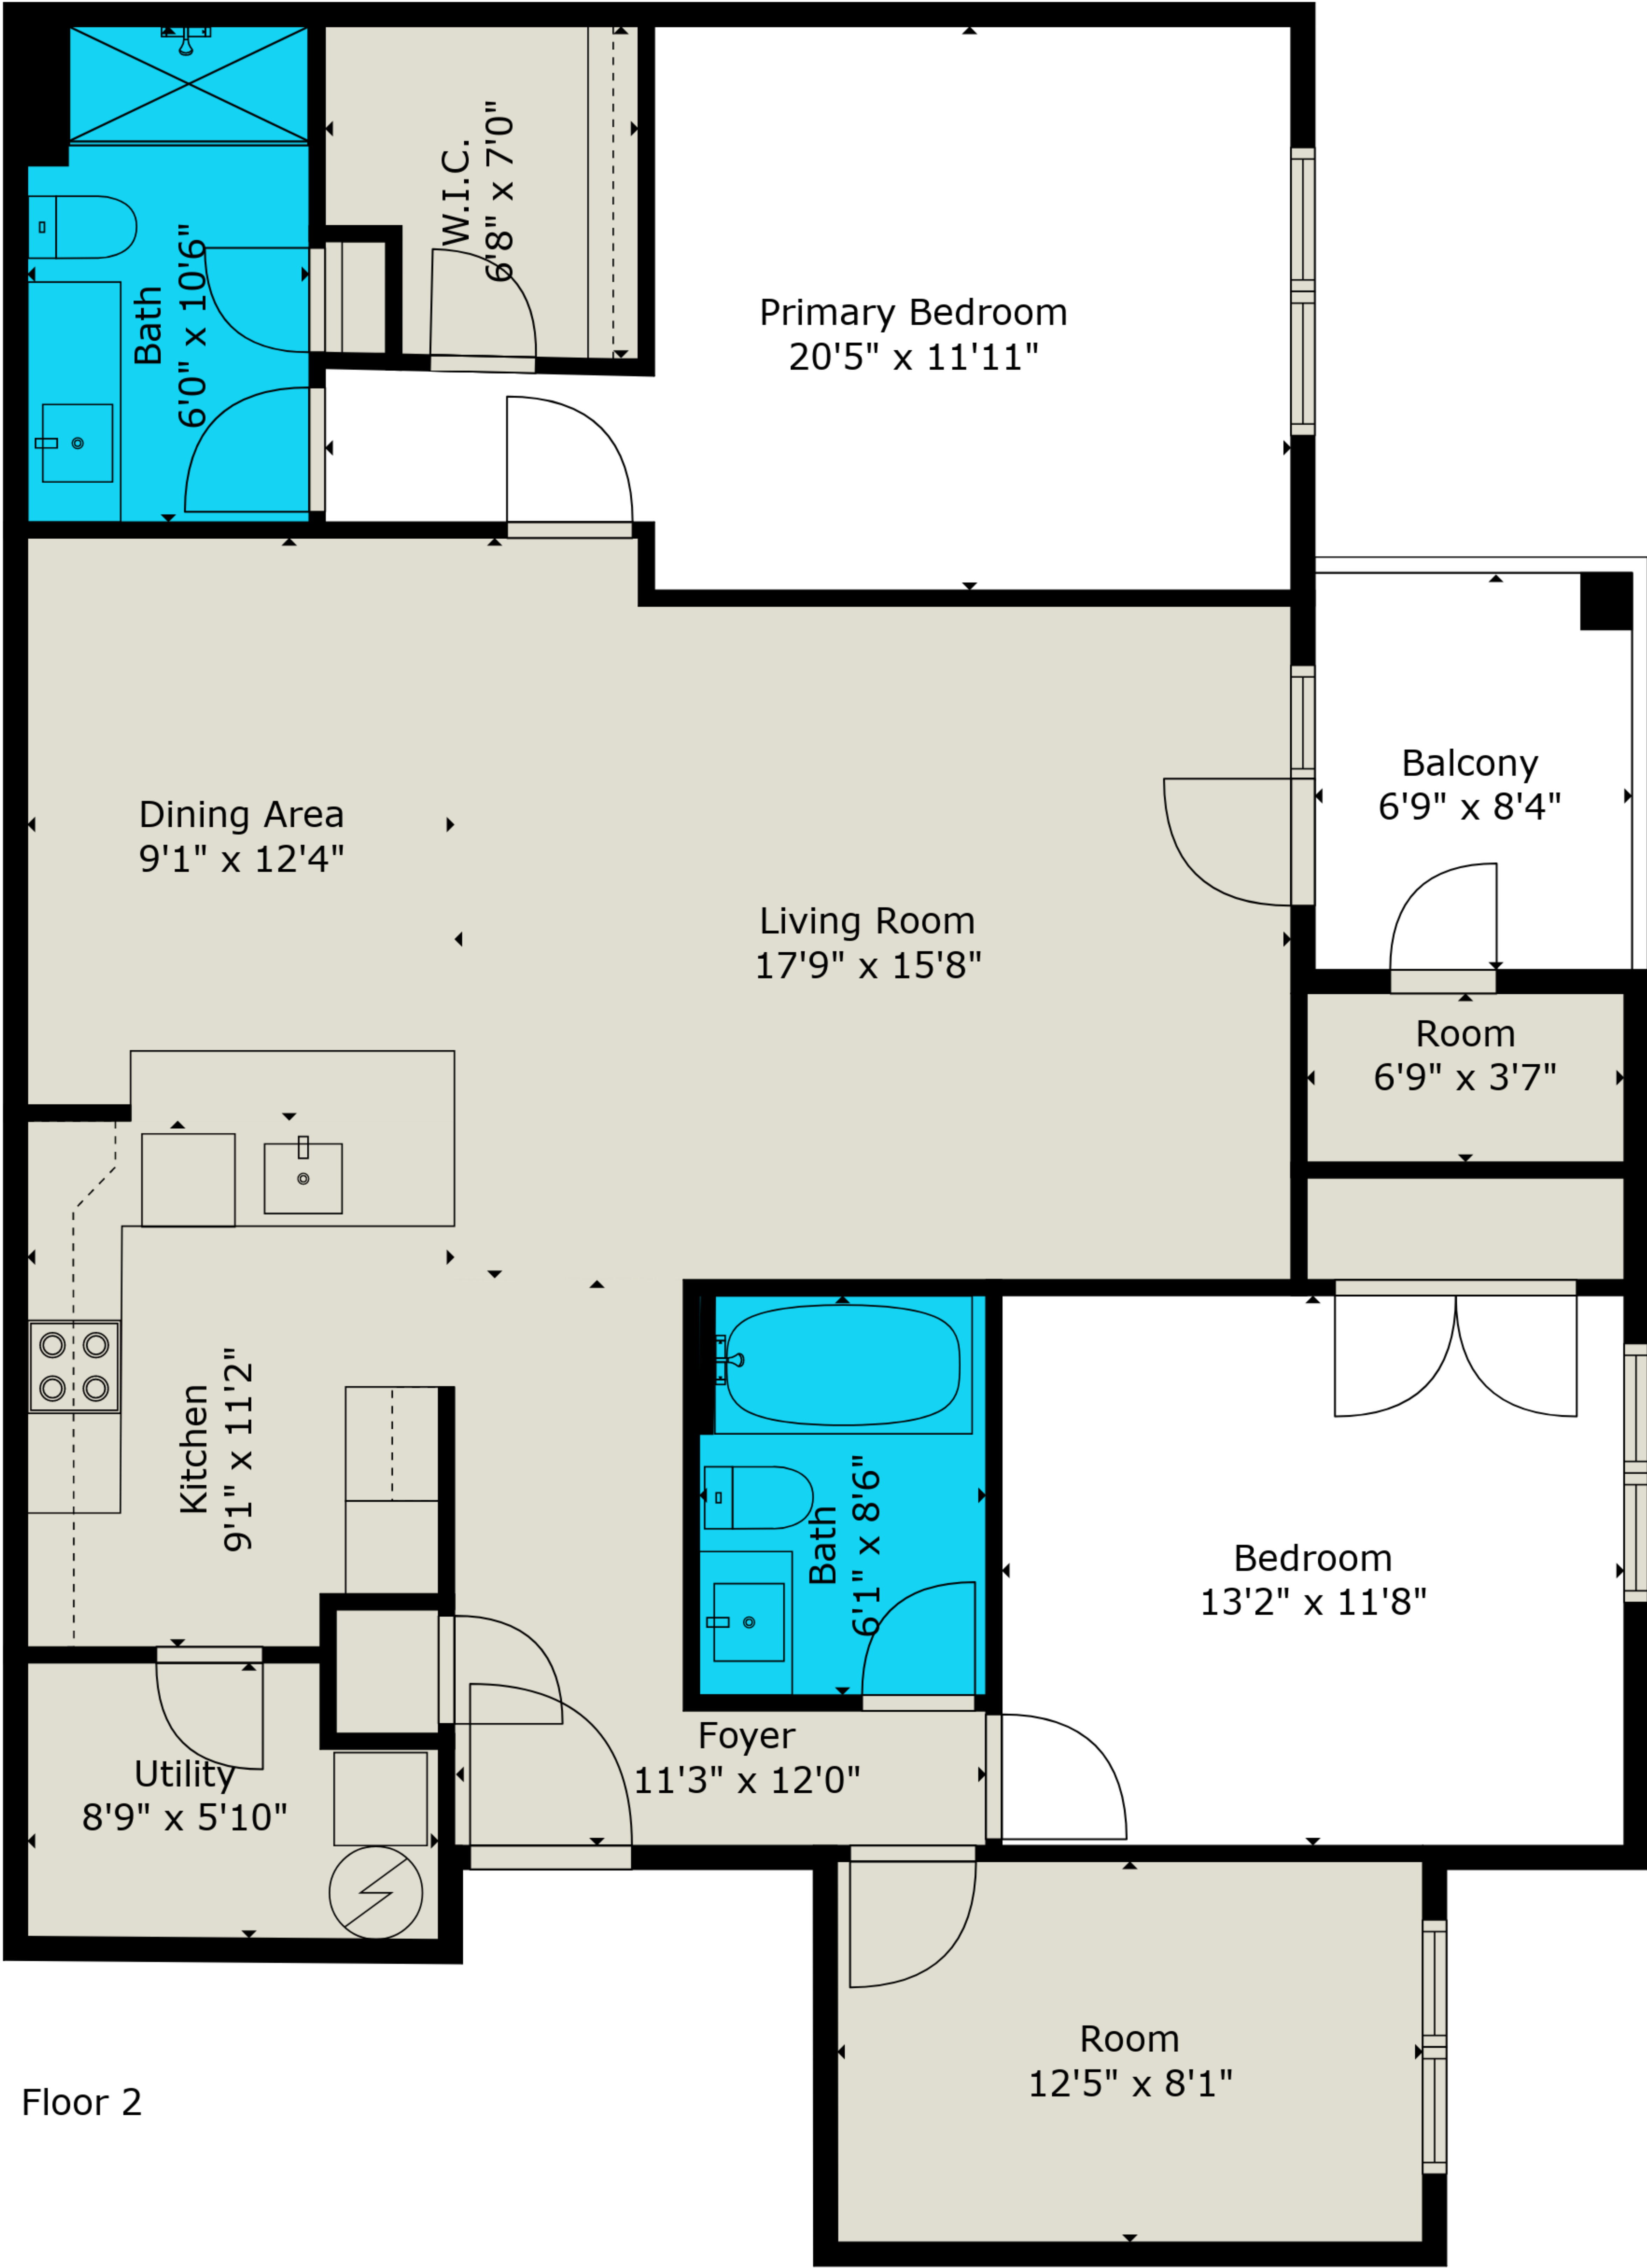 W.I.C.
6'8" x 7'0"
Bath
6'0" x 10'6"
Primary Bedroom
20'5" x 11'11"
Balcony
6'9" x 8'4"
Dining Area
9'1" x 12'4"
Living Room
17'9" x 15'8"
Room
6'9" x 3'7"
Kitchen
9'1" x 11'2"
Bath
6'1" x 8'6"
Bedroom
13'2" x 11'8"
Foyer
11'3" x 12'0"
Utility
8'9" x 5'10"
Room
12'5" x 8'1"
Floor 2